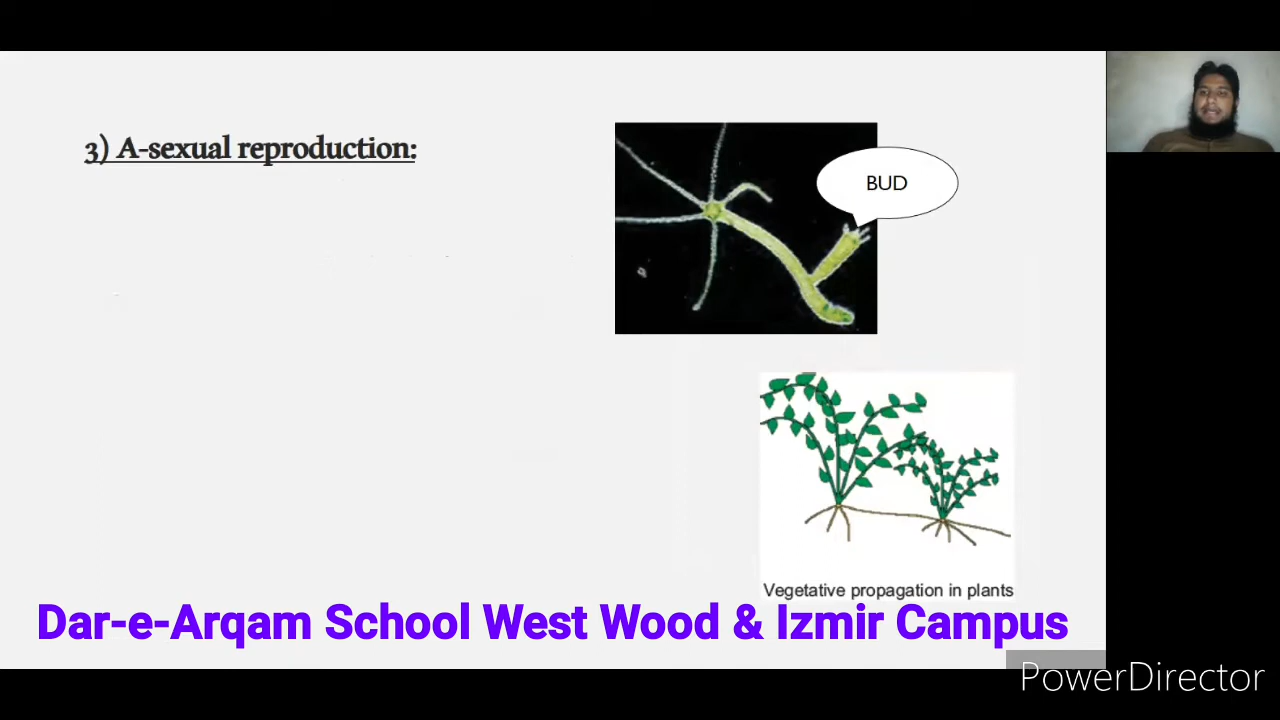 3) A-sexual reproduction:
BUD
Vegetative propagation in plants
Dar-e-Arqam School West Wood & Izmir Campus
PowerDirector